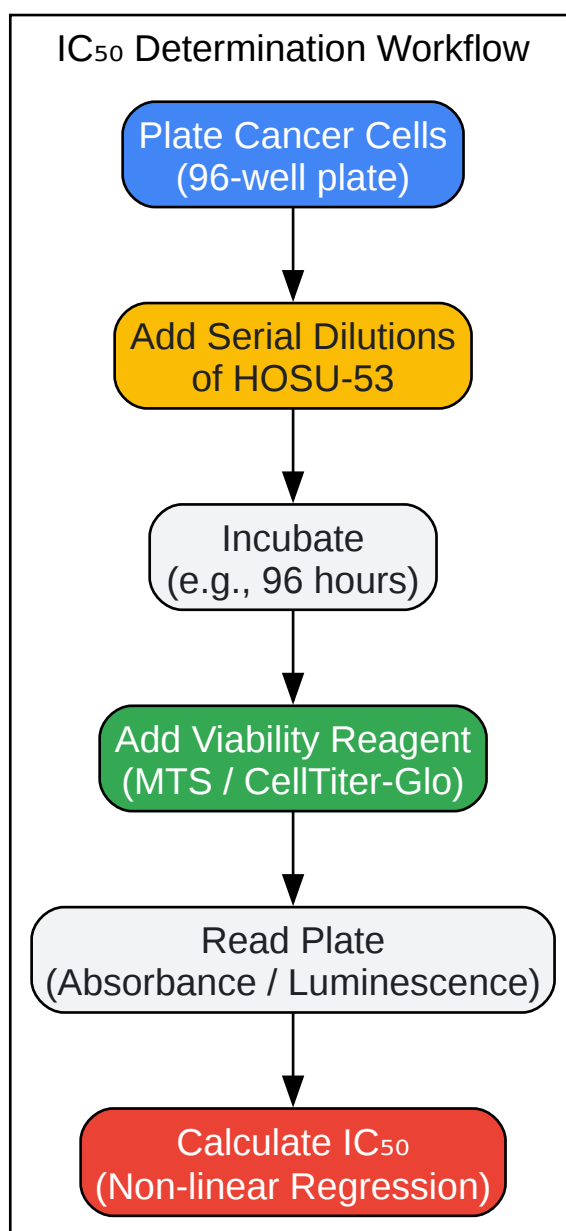 IC₅₀ Determination Workflow
Plate Cancer Cells
(96-well plate)
Add Serial Dilutions
of HOSU-53
Incubate
(e.g., 96 hours)
Add Viability Reagent
(MTS / CellTiter-Glo)
Read Plate
(Absorbance / Luminescence)
Calculate IC₅₀
(Non-linear Regression)